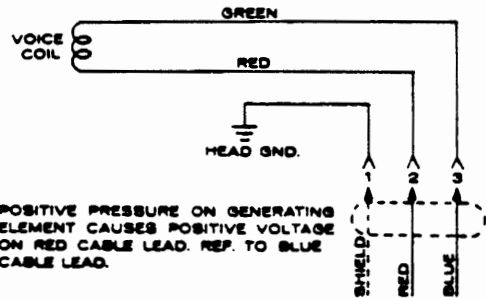 GREEN
VOICE
COIL
RED
HEAD GND.
1 2 3
POSITIVE PRESSURE ON GENERATING
ELEMENT CAUSES POSITIVE VOLTAGE
ON RED CABLE LEAD. REF. TO BLUE
CABLE LEAD.
SHIELD
RED
BLUE